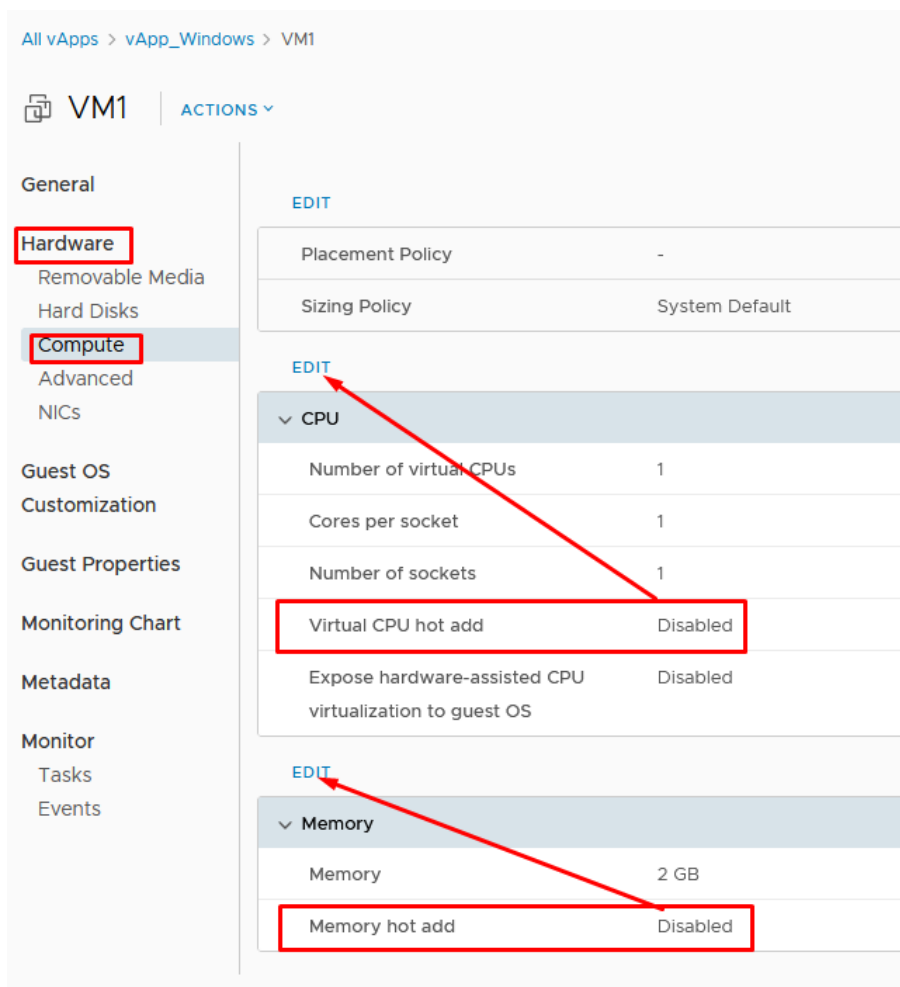 All vApps > vApp_Windows > VM1
VM1 ACTIONS
General
Hardware
Removable Media
Hard Disks
Compute
Advanced
NICs
Guest OS
Customization
Guest Properties
Monitoring Chart
Metadata
Monitor
Tasks
Events
EDIT
Placement Policy -
Sizing Policy System Default
EDIT
CPU
Number of virtual CPUs 1
Cores per socket 1
Number of sockets 1
Virtual CPU hot add Disabled
Expose hardware-assisted CPU Disabled
virtualization to guest OS
EDIT
Memory
Memory 2 GB
Memory hot add Disabled